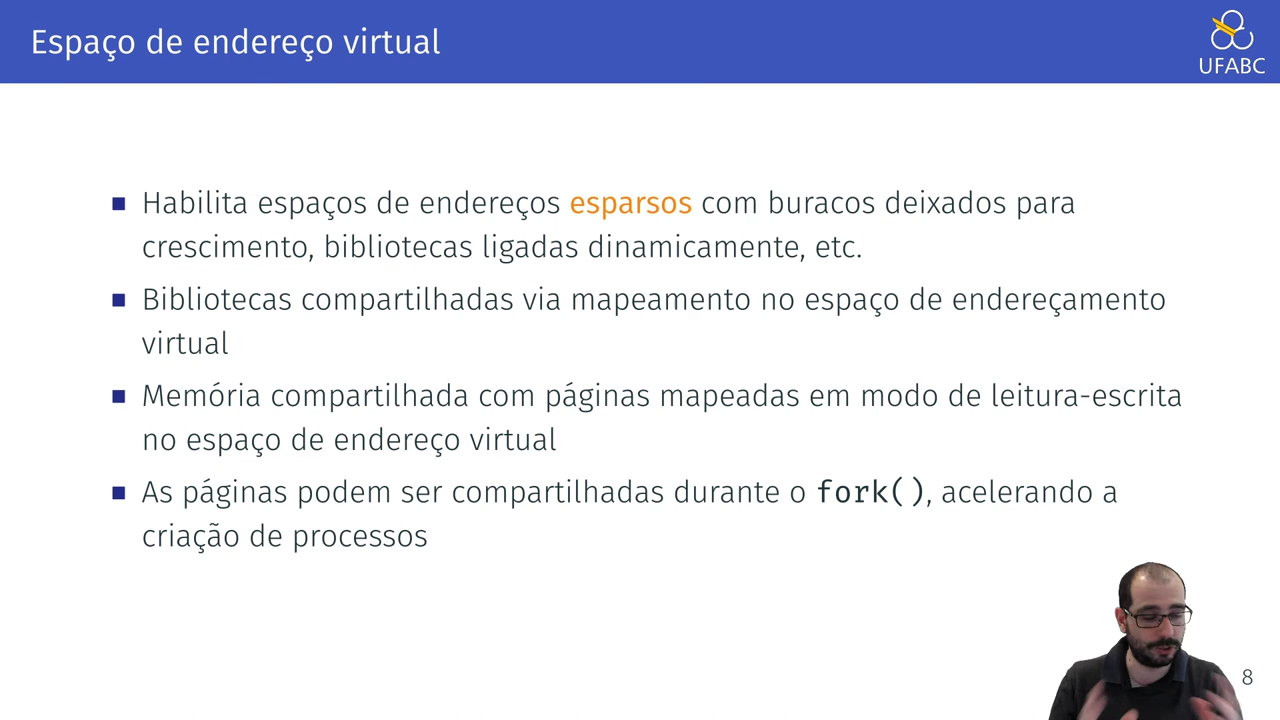 Espaço de endereço virtual
UFABC
Habilita espaços de endereços esparsos com buracos deixados para
crescimento, bibliotecas ligadas dinamicamente, etc.
Bibliotecas compartilhadas via mapeamento no espaço de endereçamento
virtual
Memória compartilhada com páginas mapeadas em modo de leitura-escrita
no espaço de endereço virtual
As páginas podem ser compartilhadas durante o fork(), acelerando a
criação de processos
8